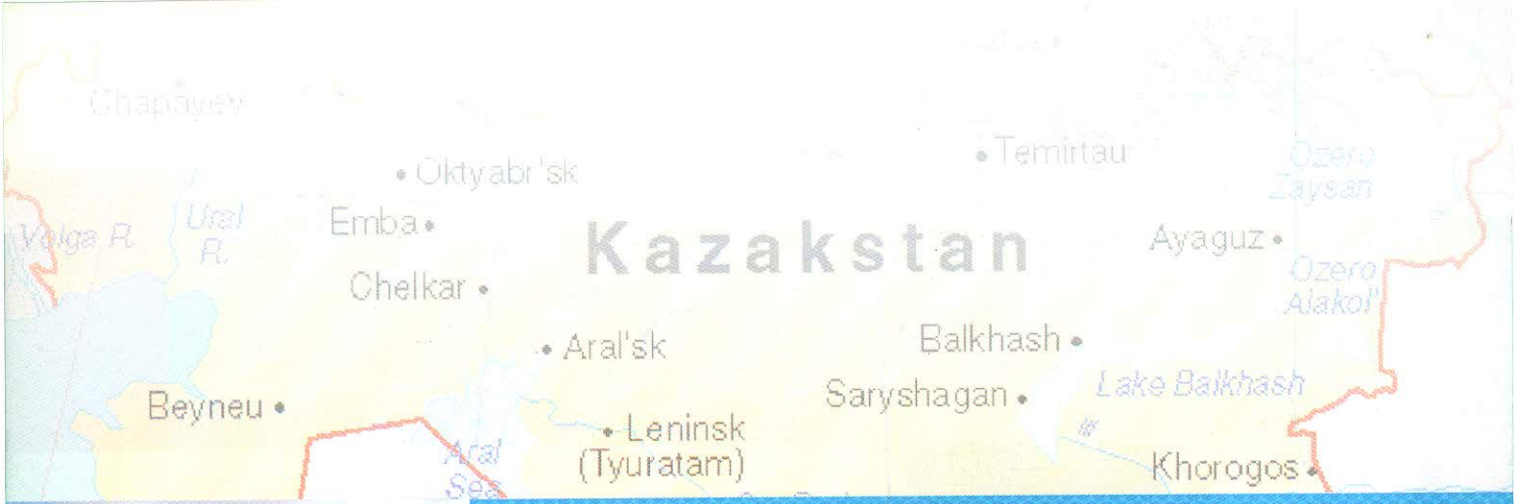 Chapayev
• Temirtau
• Oktyabr'sk
Ozero
Zaysan
Ural
R.
Volga R.
Emba •
Kazakstan
Ayaguz •
Ozero
Alakol'
Chelkar •
• Aral'sk
Balkhash •
Saryshagan •
Lake Balkhash
Beyneu •
• Leninsk
(Tyuratam)
Aral
Sea
Khorogos •